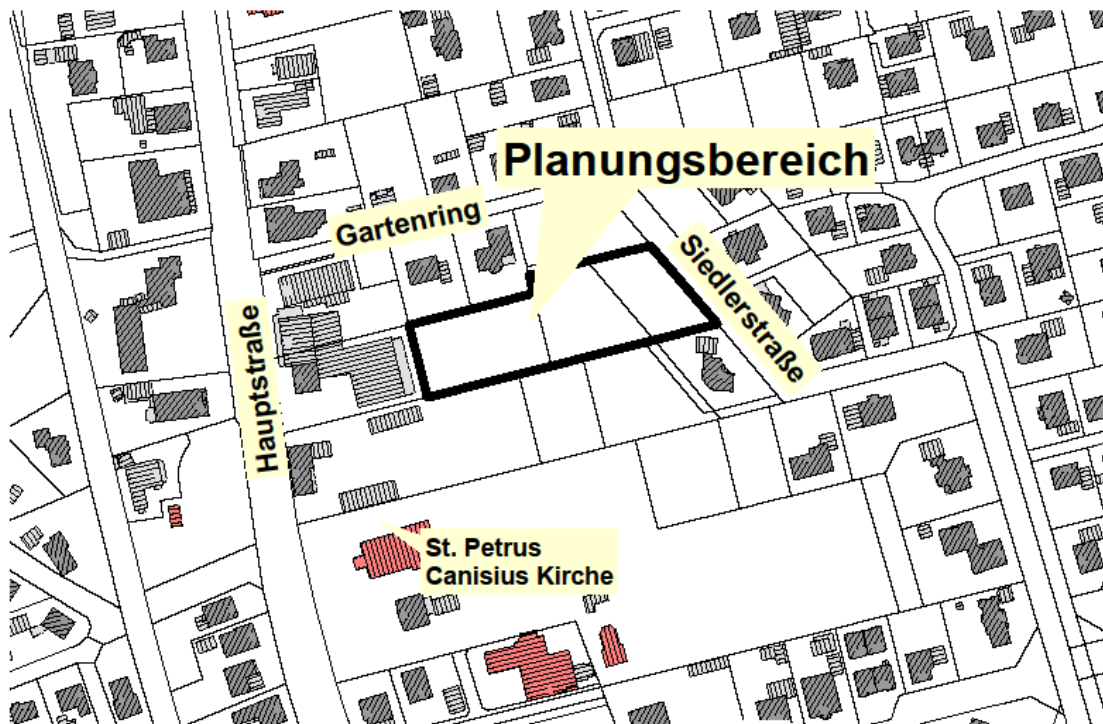 Planungsbereich
Gartenring
Siedlerstraße
Hauptstraße
St. Petrus
Canisius Kirche